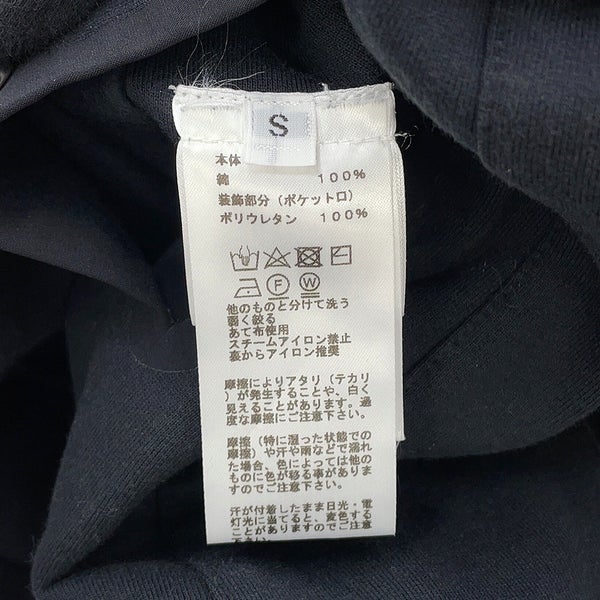 S
本体
綿 100%
装飾部分（ポケット口）
ポリウレタン 100%
F W
他のものと分けて洗う
弱く絞る
あて布使用
スチームアイロン禁止
裏からアイロン推奨
摩擦によりアタリ（テカリ
）が発生することや、白く
見えることがあります。過
度な摩擦にご注意下さい。
摩擦（特に湿った状態での
摩擦）や汗や雨などで濡れ
た場合、色によっては他の
ものに色が移る事がありま
すのでご注意下さい。
汗が付着したまま日光・電
灯光に当てると、変色する
ことがあります。